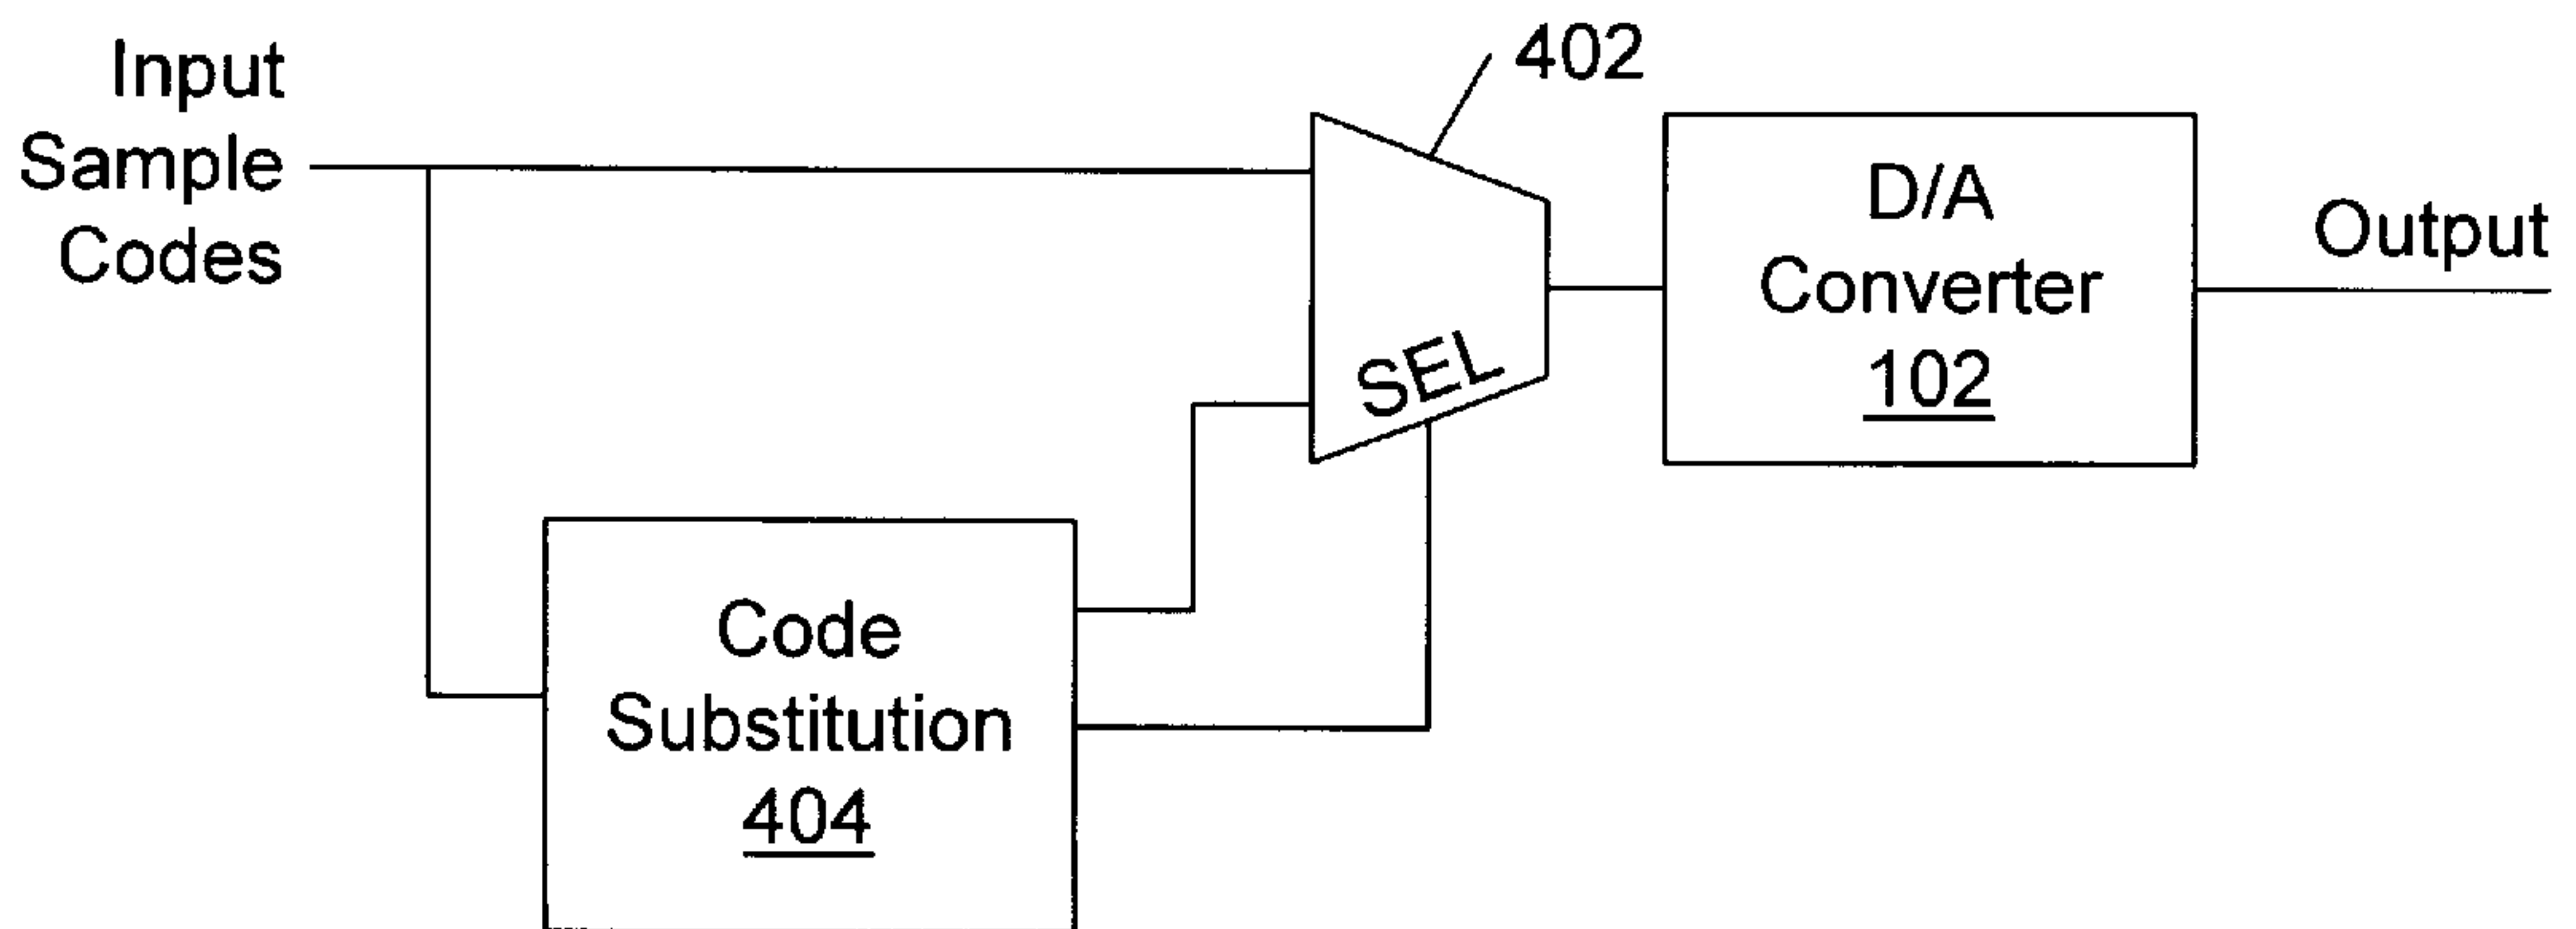 Input
Sample
Codes
402
SEL
D/A
Converter
102
Output
Code
Substitution
404